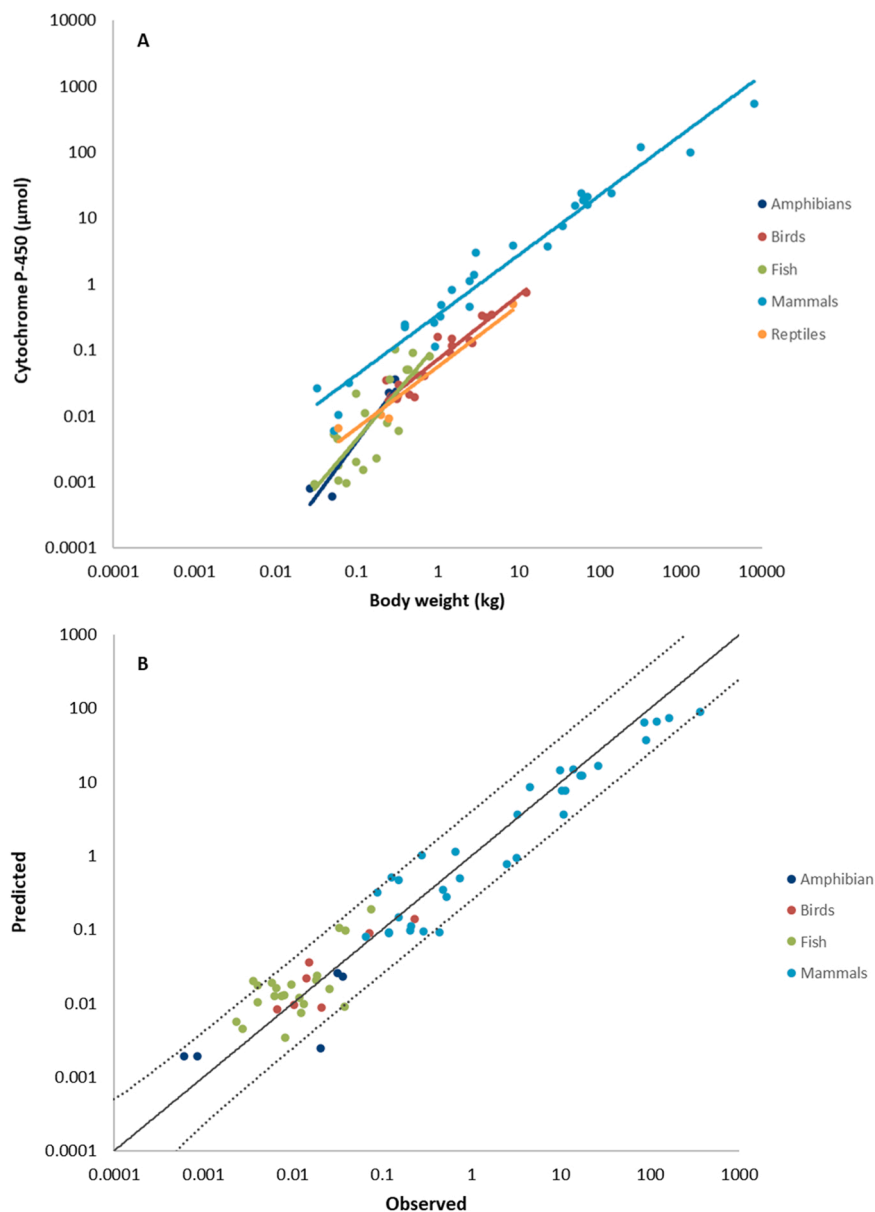 A
10000
1000
100
10
1
0.1
0.01
0.001
0.0001
Cytochrome P-450 (µmol)
0.0001 0.001 0.01 0.1 1 10 100 1000 10000
Body weight (kg)
Amphibians
Birds
Fish
Mammals
Reptiles
B
1000
100
10
1
0.1
0.01
0.001
0.0001
Predicted
0.0001 0.001 0.01 0.1 1 10 100 1000
Observed
Amphibian
Birds
Fish
Mammals